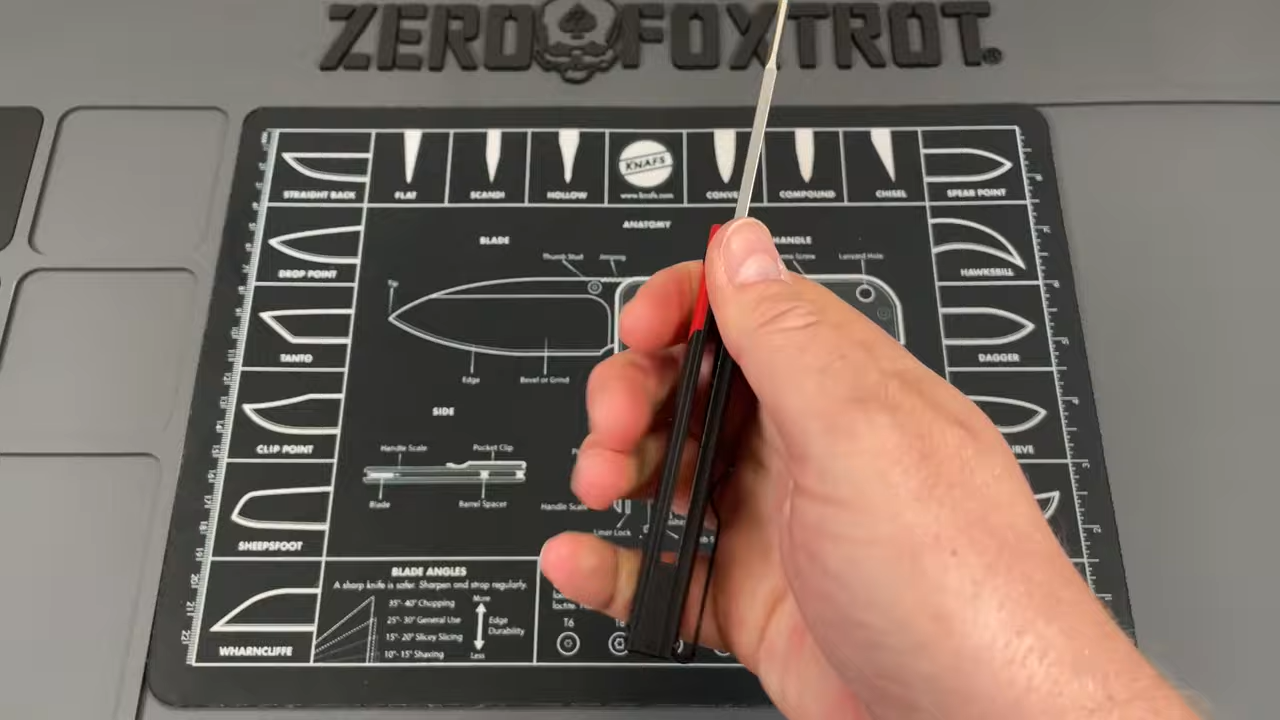 ZERO FOXTROT
STRAIGHT BACK
FLAT
SCANDI
HOLLOW
KNAFS
www.knafs.com
COMPOUND
CHISEL
SPEAR POINT
DROP POINT
TANTO
CLIP POINT
SHEEPSFOOT
WHARNCLIFFE
HAWKSBILL
DAGGER
ANATOMY
BLADE
HANDLE
Thumb Stud
Jimping
Lanyard Hole
Tip
Edge
Bevel or Grind
SIDE
Handle Scale
Pocket Clip
Blade
Barrel Spacer
Handle Scale
Liner Lock
BLADE ANGLES
A sharp knife is safer. Sharpen and strop regularly.
35°- 40° Chopping
25°- 30° General Use
15°- 20° Slicey Slicing
10°- 15° Shaving
More
Edge
Durability
Less
T6